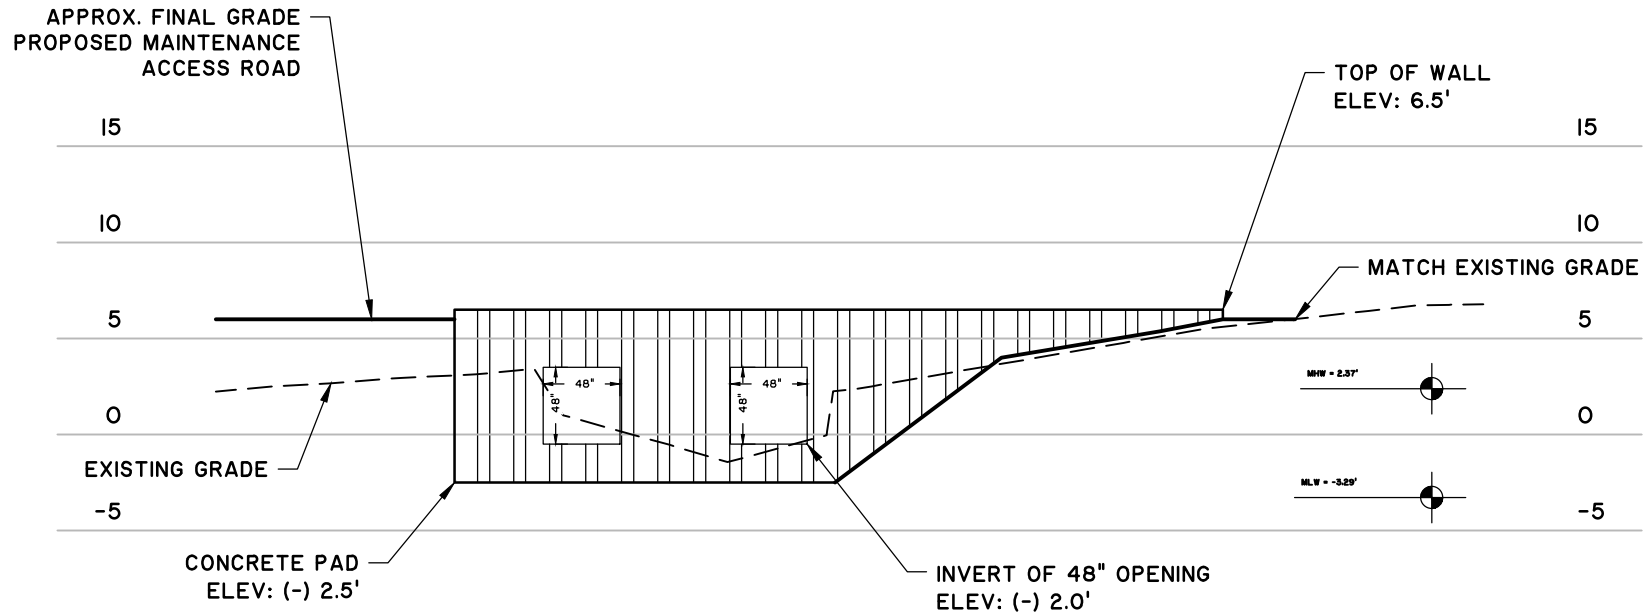 APPROX. FINAL GRADE
PROPOSED MAINTENANCE
ACCESS ROAD
TOP OF WALL
ELEV: 6.5'
15
15
10
10
MATCH EXISTING GRADE
5
5
MHW = 2.37'
48"
48"
48"
48"
0
0
EXISTING GRADE
MLW = -3.29'
-5
-5
CONCRETE PAD
ELEV: (-) 2.5'
INVERT OF 48" OPENING
ELEV: (-) 2.0'